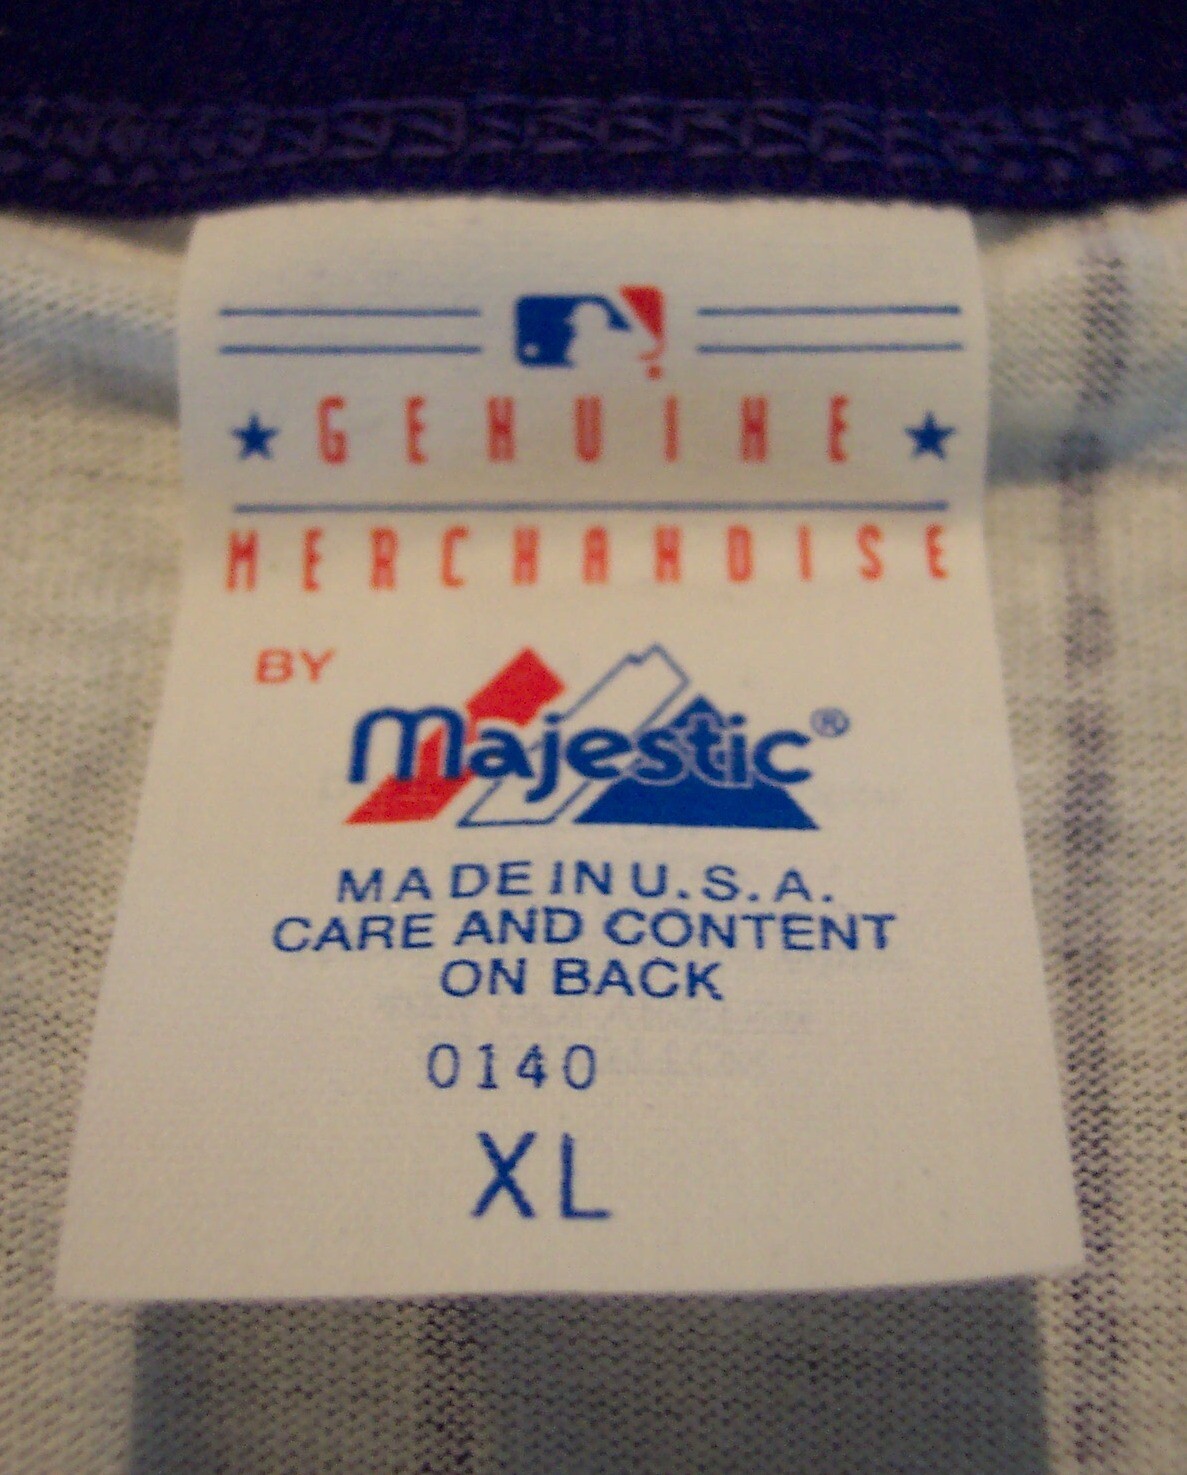 GENUINE
MERCHANDISE
BY
Majestic®
MADE IN U.S.A.
CARE AND CONTENT
ON BACK
0140
XL